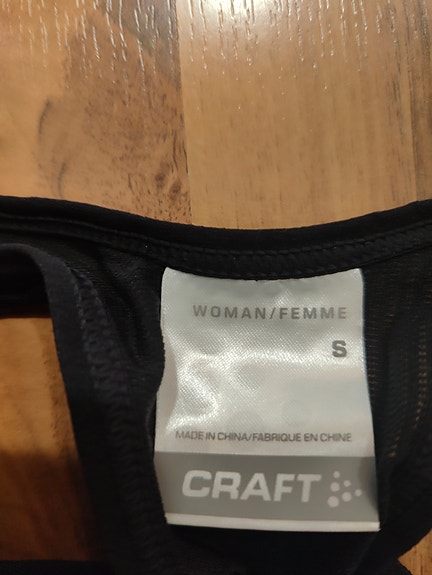 WOMAN/FEMME
S
MADE IN CHINA/FABRIQUE EN CHINE
CRAFT